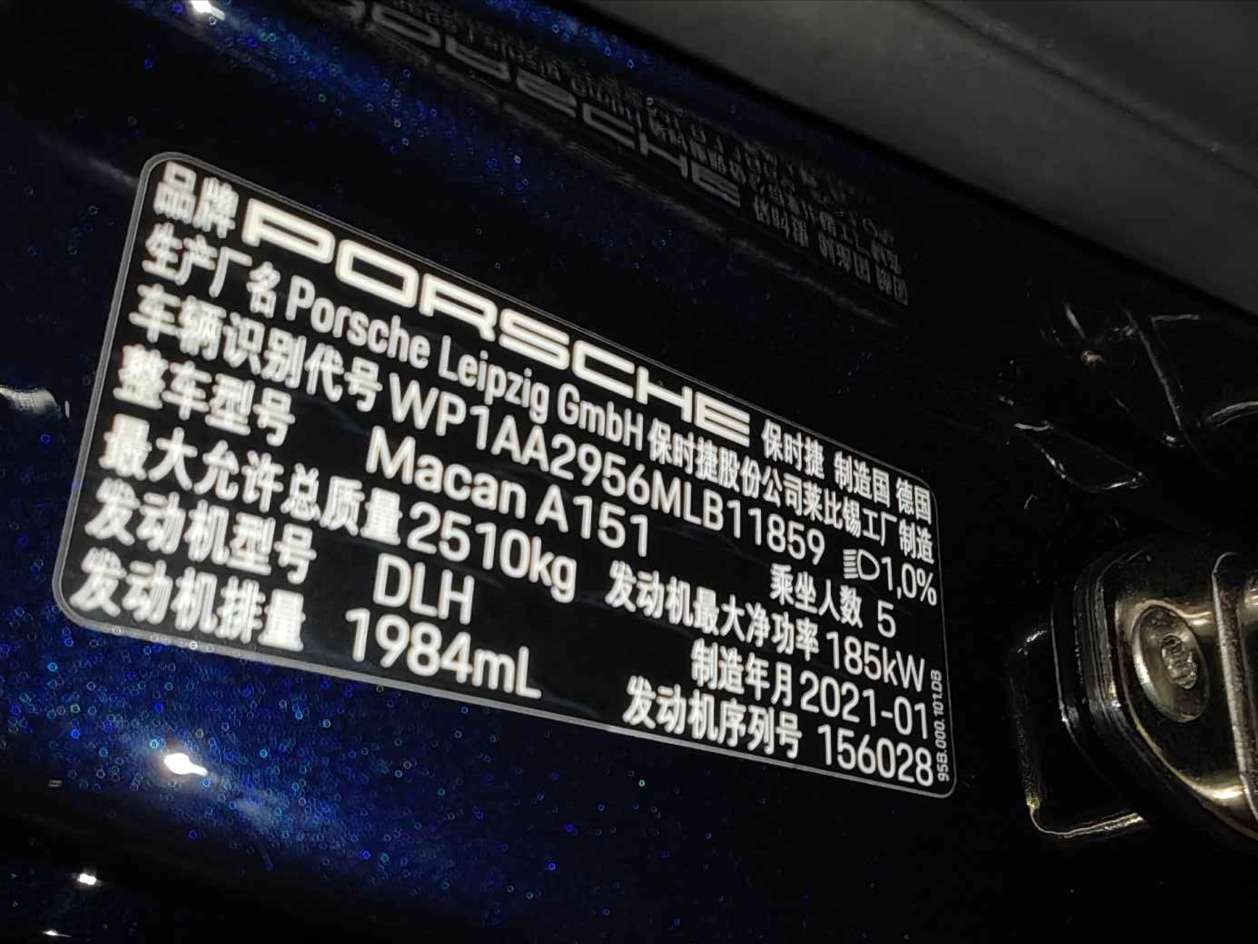 品牌 PORSCHE 保时捷 制造国 德国
生产厂名 Porsche Leipzig GmbH 保时捷股份公司莱比锡工厂制造
车辆识别代号 WP1AA2956MLB11859 1,0%
整车型号 Macan A151 乘坐人数 5
最大允许总质量 2510kg 发动机最大净功率 185kW
发动机型号 DLH 制造年月 2021-01
发动机排量 1984mL 发动机序列号 156028
95B.000.101.DB